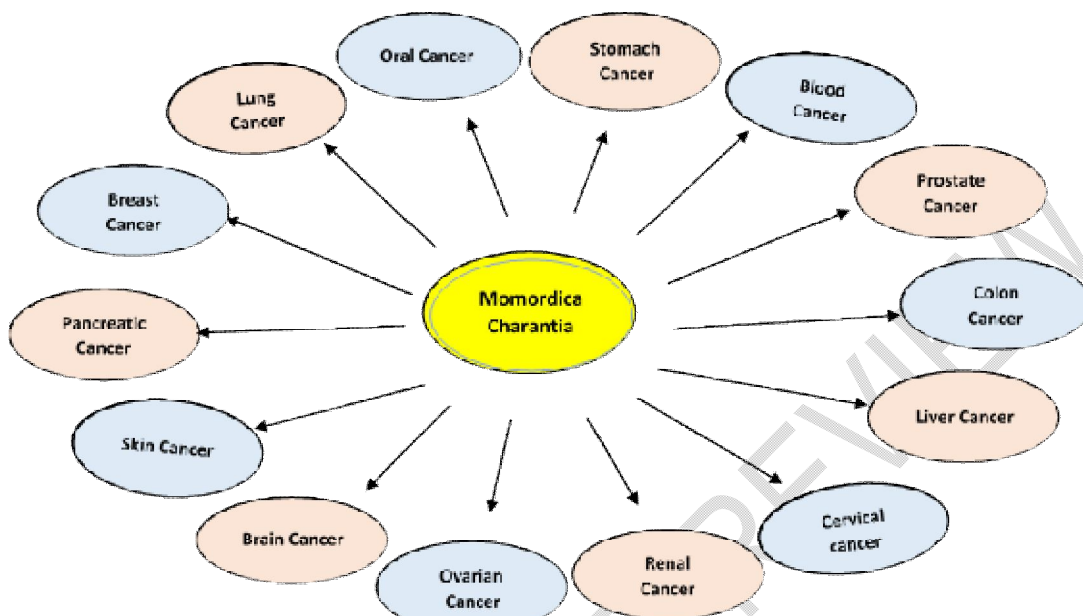 Oral Cancer
Stomach
Cancer
Blood
Cancer
Lung
Cancer
Prostate
Cancer
Breast
Cancer
Momordica
Charantia
Colon
Cancer
Pancreatic
Cancer
Liver Cancer
Skin Cancer
Cervical
cancer
Brain Cancer
Ovarian
Cancer
Renal
Cancer
REVIEW